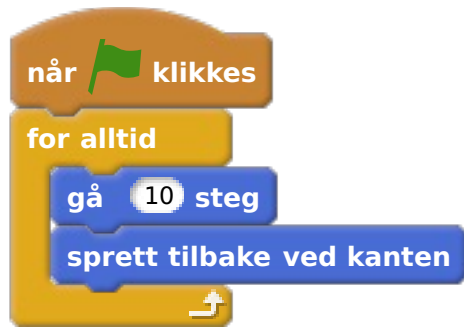 når klikkes
for alltid
gå 10 steg
sprett tilbake ved kanten